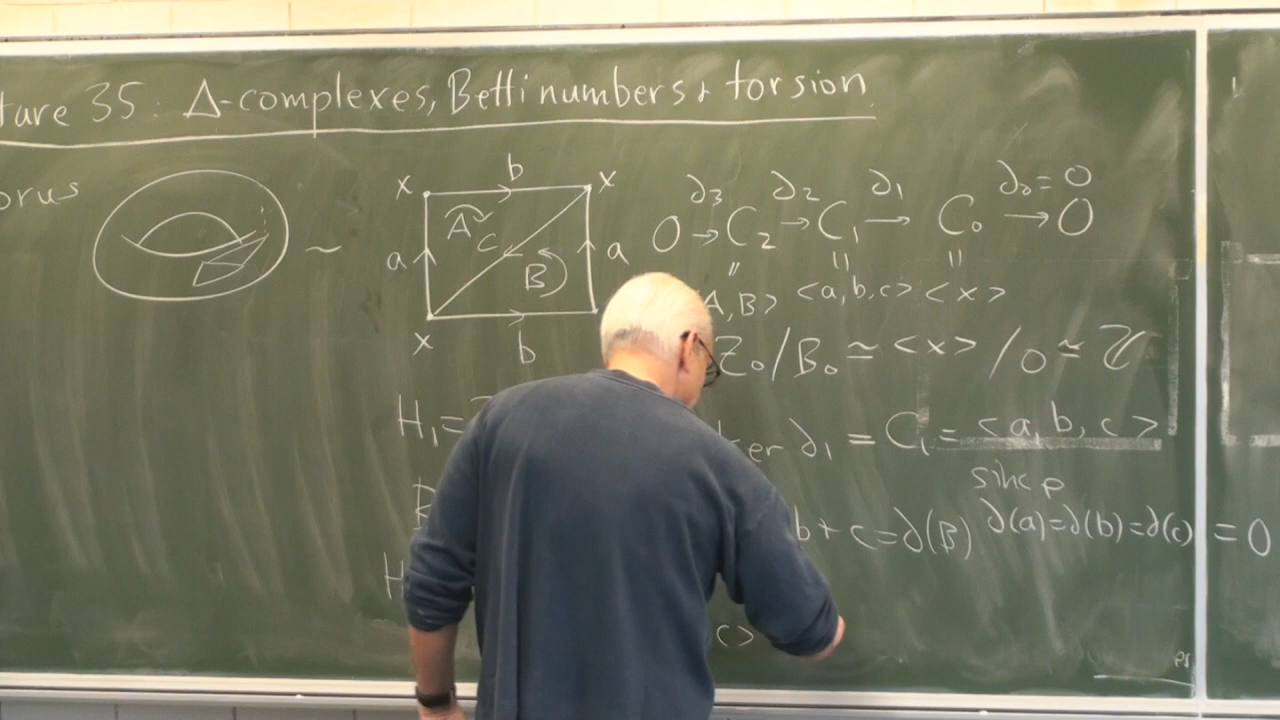 ture 35: Δ-complexes, Betti numbers & torsion
orus
~
b
x x
A
c
a a
B
x b
∂₃ ∂₂ ∂₁ ∂₀=0
0 → C₂ → C₁ → C₀ → 0
" || ||
A,B> <a,b,c> <x>
Z₀/B₀ ≃ <x> /0 ≃ Z
H₁= er ∂₁ = C₁ = <a,b,c>
since
b+c=∂(B) ∂(a)=∂(b)=∂(c) = 0
H
c>